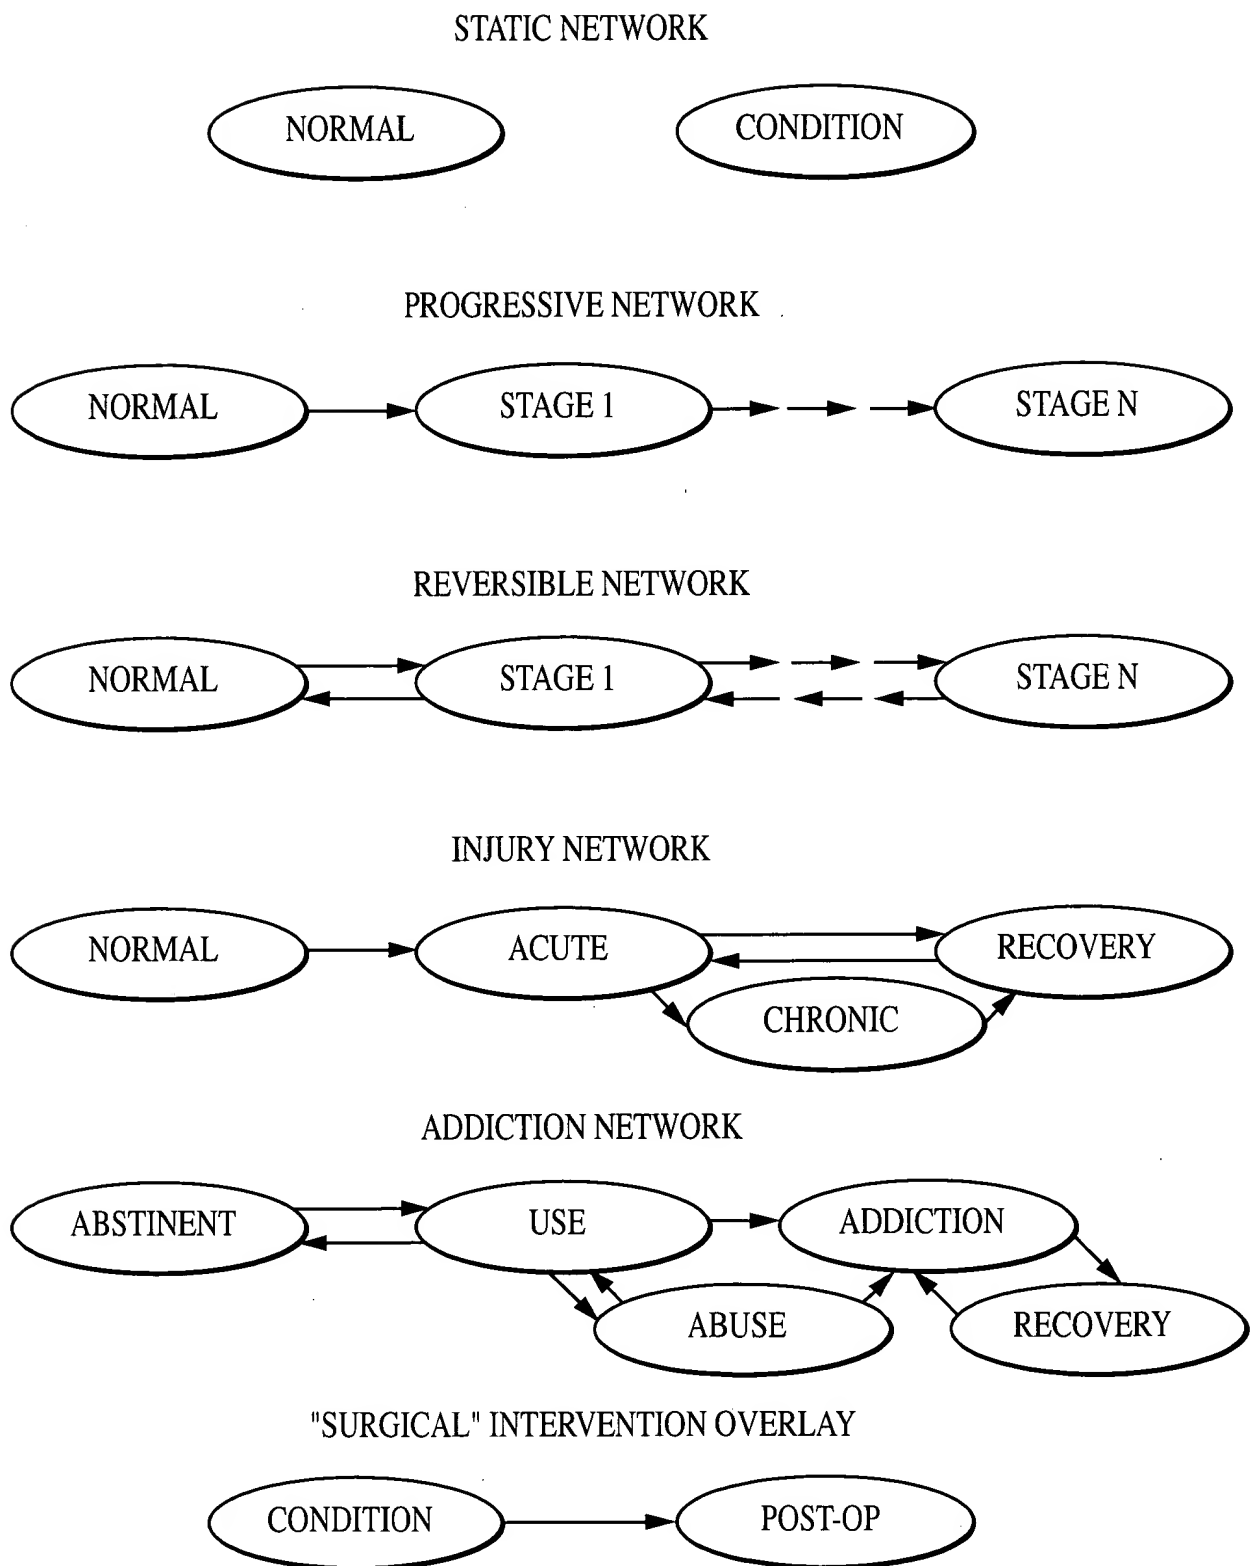 STATIC NETWORK
NORMAL CONDITION
PROGRESSIVE NETWORK
NORMAL STAGE 1 STAGE N
REVERSIBLE NETWORK
NORMAL STAGE 1 STAGE N
INJURY NETWORK
NORMAL ACUTE RECOVERY
CHRONIC
ADDICTION NETWORK
ABSTINENT USE ADDICTION
ABUSE RECOVERY
"SURGICAL" INTERVENTION OVERLAY
CONDITION POST-OP